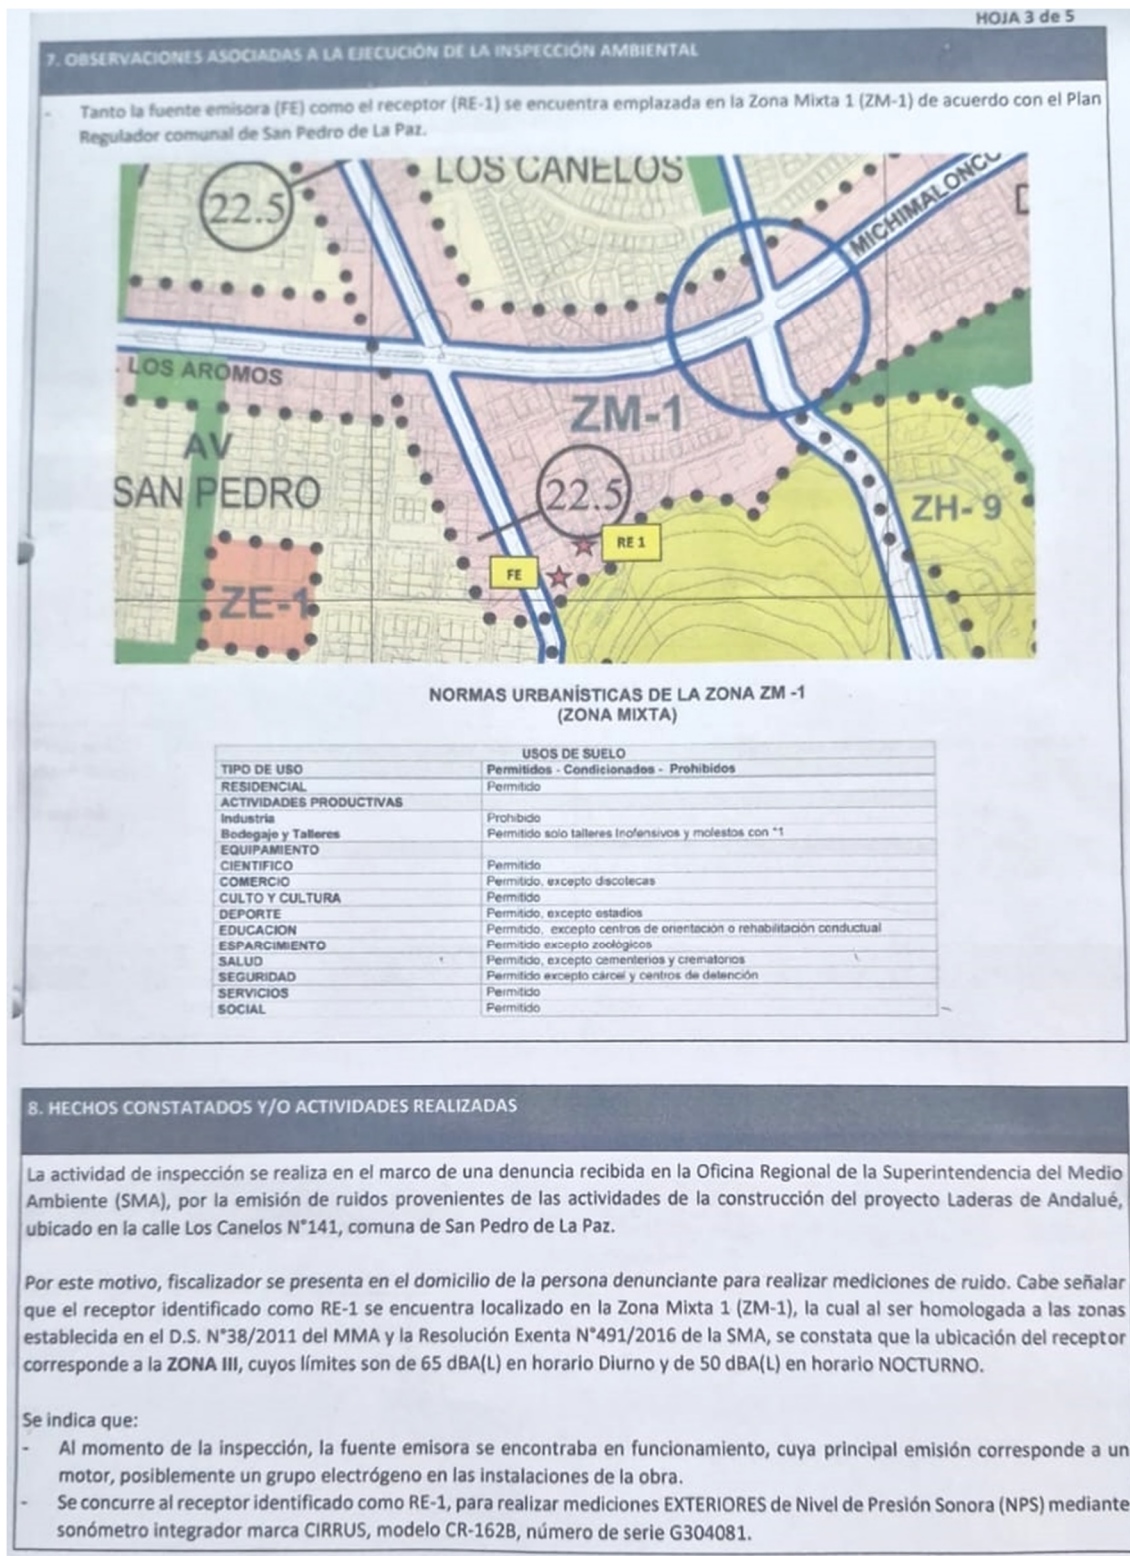 HOJA 3 de 5
7. OBSERVACIONES ASOCIADAS A LA EJECUCIÓN DE LA INSPECCIÓN AMBIENTAL
- Tanto la fuente emisora (FE) como el receptor (RE-1) se encuentra emplazada en la Zona Mixta 1 (ZM-1) de acuerdo con el Plan
Regulador comunal de San Pedro de La Paz.
LOS CANELOS
22.5
MICHIMALONCO
LOS AROMOS
ZM-1
AV
SAN PEDRO
22.5
ZH-9
RE 1
FE
ZE-1
NORMAS URBANÍSTICAS DE LA ZONA ZM -1
(ZONA MIXTA)
USOS DE SUELO
TIPO DE USO Permitidos - Condicionados - Prohibidos
RESIDENCIAL Permitido
ACTIVIDADES PRODUCTIVAS
Industria Prohibido
Bodegaje y Talleres Permitido solo talleres Inofensivos y molestos con *1
EQUIPAMIENTO
CIENTIFICO Permitido
COMERCIO Permitido, excepto discotecas
CULTO Y CULTURA Permitido
DEPORTE Permitido, excepto estadios
EDUCACION Permitido, excepto centros de orientación o rehabilitación conductual
ESPARCIMIENTO Permitido excepto zoológicos
SALUD Permitido, excepto cementerios y crematorios
SEGURIDAD Permitido excepto cárcel y centros de detención
SERVICIOS Permitido
SOCIAL Permitido
8. HECHOS CONSTATADOS Y/O ACTIVIDADES REALIZADAS
La actividad de inspección se realiza en el marco de una denuncia recibida en la Oficina Regional de la Superintendencia del Medio
Ambiente (SMA), por la emisión de ruidos provenientes de las actividades de la construcción del proyecto Laderas de Andalué,
ubicado en la calle Los Canelos N°141, comuna de San Pedro de La Paz.
Por este motivo, fiscalizador se presenta en el domicilio de la persona denunciante para realizar mediciones de ruido. Cabe señalar
que el receptor identificado como RE-1 se encuentra localizado en la Zona Mixta 1 (ZM-1), la cual al ser homologada a las zonas
establecida en el D.S. N°38/2011 del MMA y la Resolución Exenta N°491/2016 de la SMA, se constata que la ubicación del receptor
corresponde a la ZONA III, cuyos límites son de 65 dBA(L) en horario Diurno y de 50 dBA(L) en horario NOCTURNO.
Se indica que:
- Al momento de la inspección, la fuente emisora se encontraba en funcionamiento, cuya principal emisión corresponde a un
motor, posiblemente un grupo electrógeno en las instalaciones de la obra.
- Se concurre al receptor identificado como RE-1, para realizar mediciones EXTERIORES de Nivel de Presión Sonora (NPS) mediante
sonómetro integrador marca CIRRUS, modelo CR-162B, número de serie G304081.